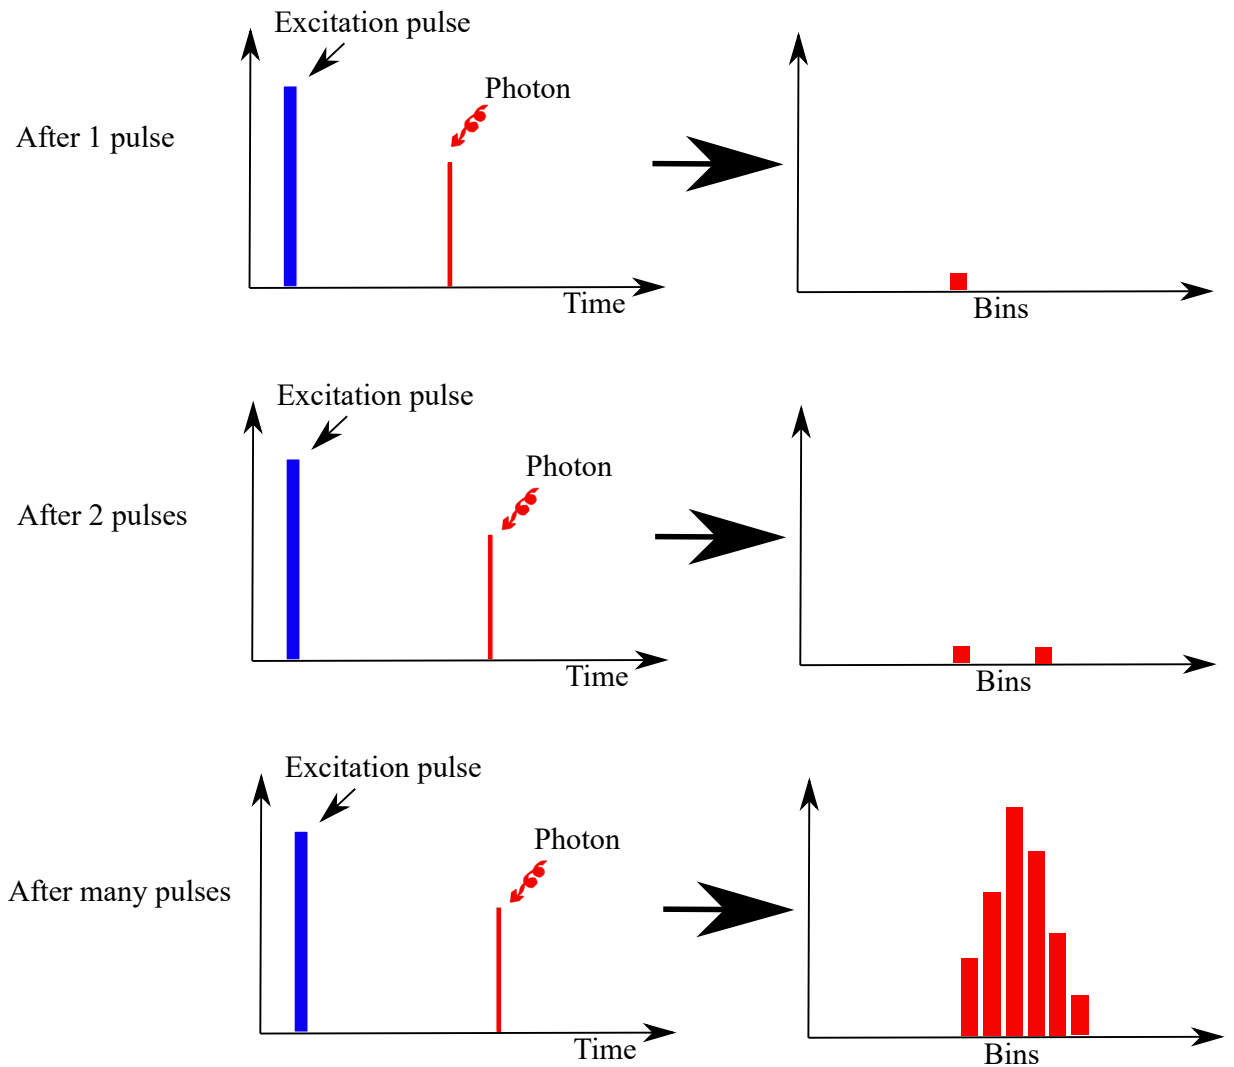 Excitation pulse
Photon
After 1 pulse
Time
Bins
Excitation pulse
Photon
After 2 pulses
Time
Bins
Excitation pulse
Photon
After many pulses
Time
Bins